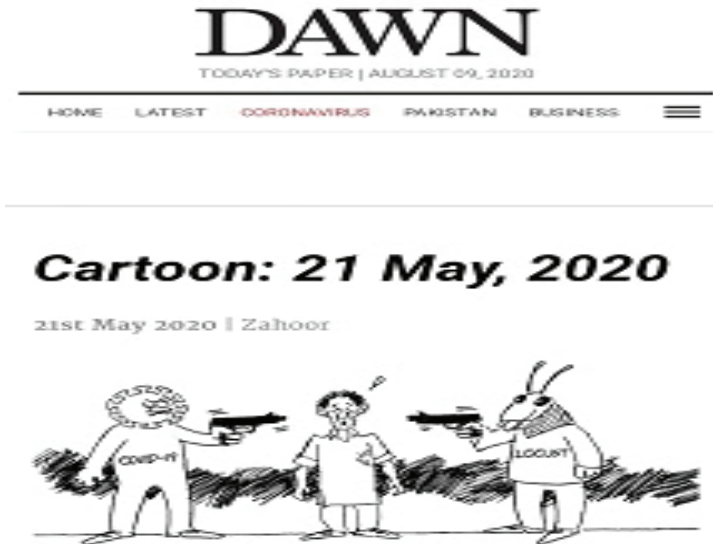 DAWN
TODAY'S PAPER | AUGUST 09, 2020
HOME LATEST CORONAVIRUS PAKISTAN BUSINESS
Cartoon: 21 May, 2020
21st May 2020 | Zahoor
COVID-19
LOCUST